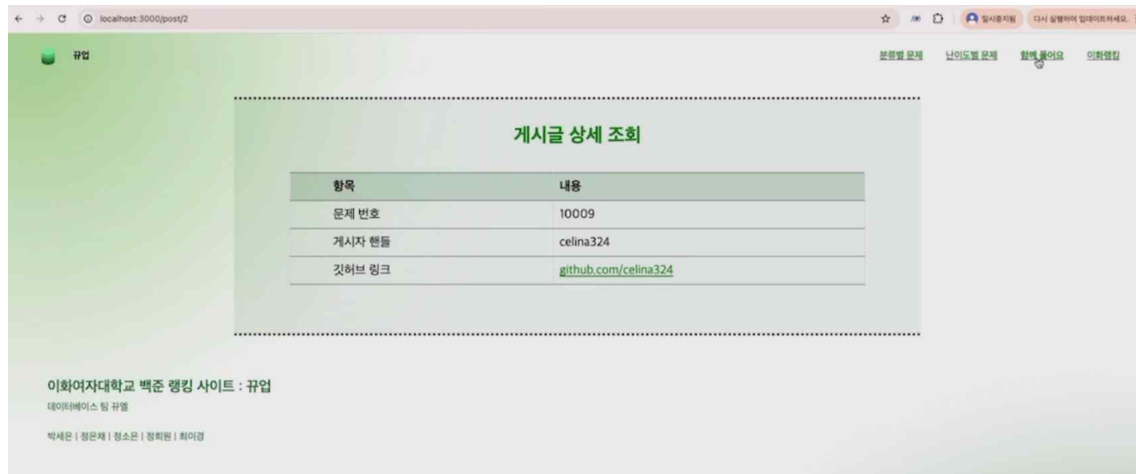 localhost:3000/post/2
일시중지됨
다시 실행하여 업데이트하세요.
뀨업
분류별 문제 난이도별 문제 함께 풀어요 이화랭킹
게시글 상세 조회
항목 내용
문제 번호 10009
게시자 핸들 celina324
깃허브 링크 github.com/celina324
이화여자대학교 백준 랭킹 사이트 : 뀨업
데이터베이스 팀 뀨엘
박세은 | 정은채 | 정소은 | 정희원 | 최이경